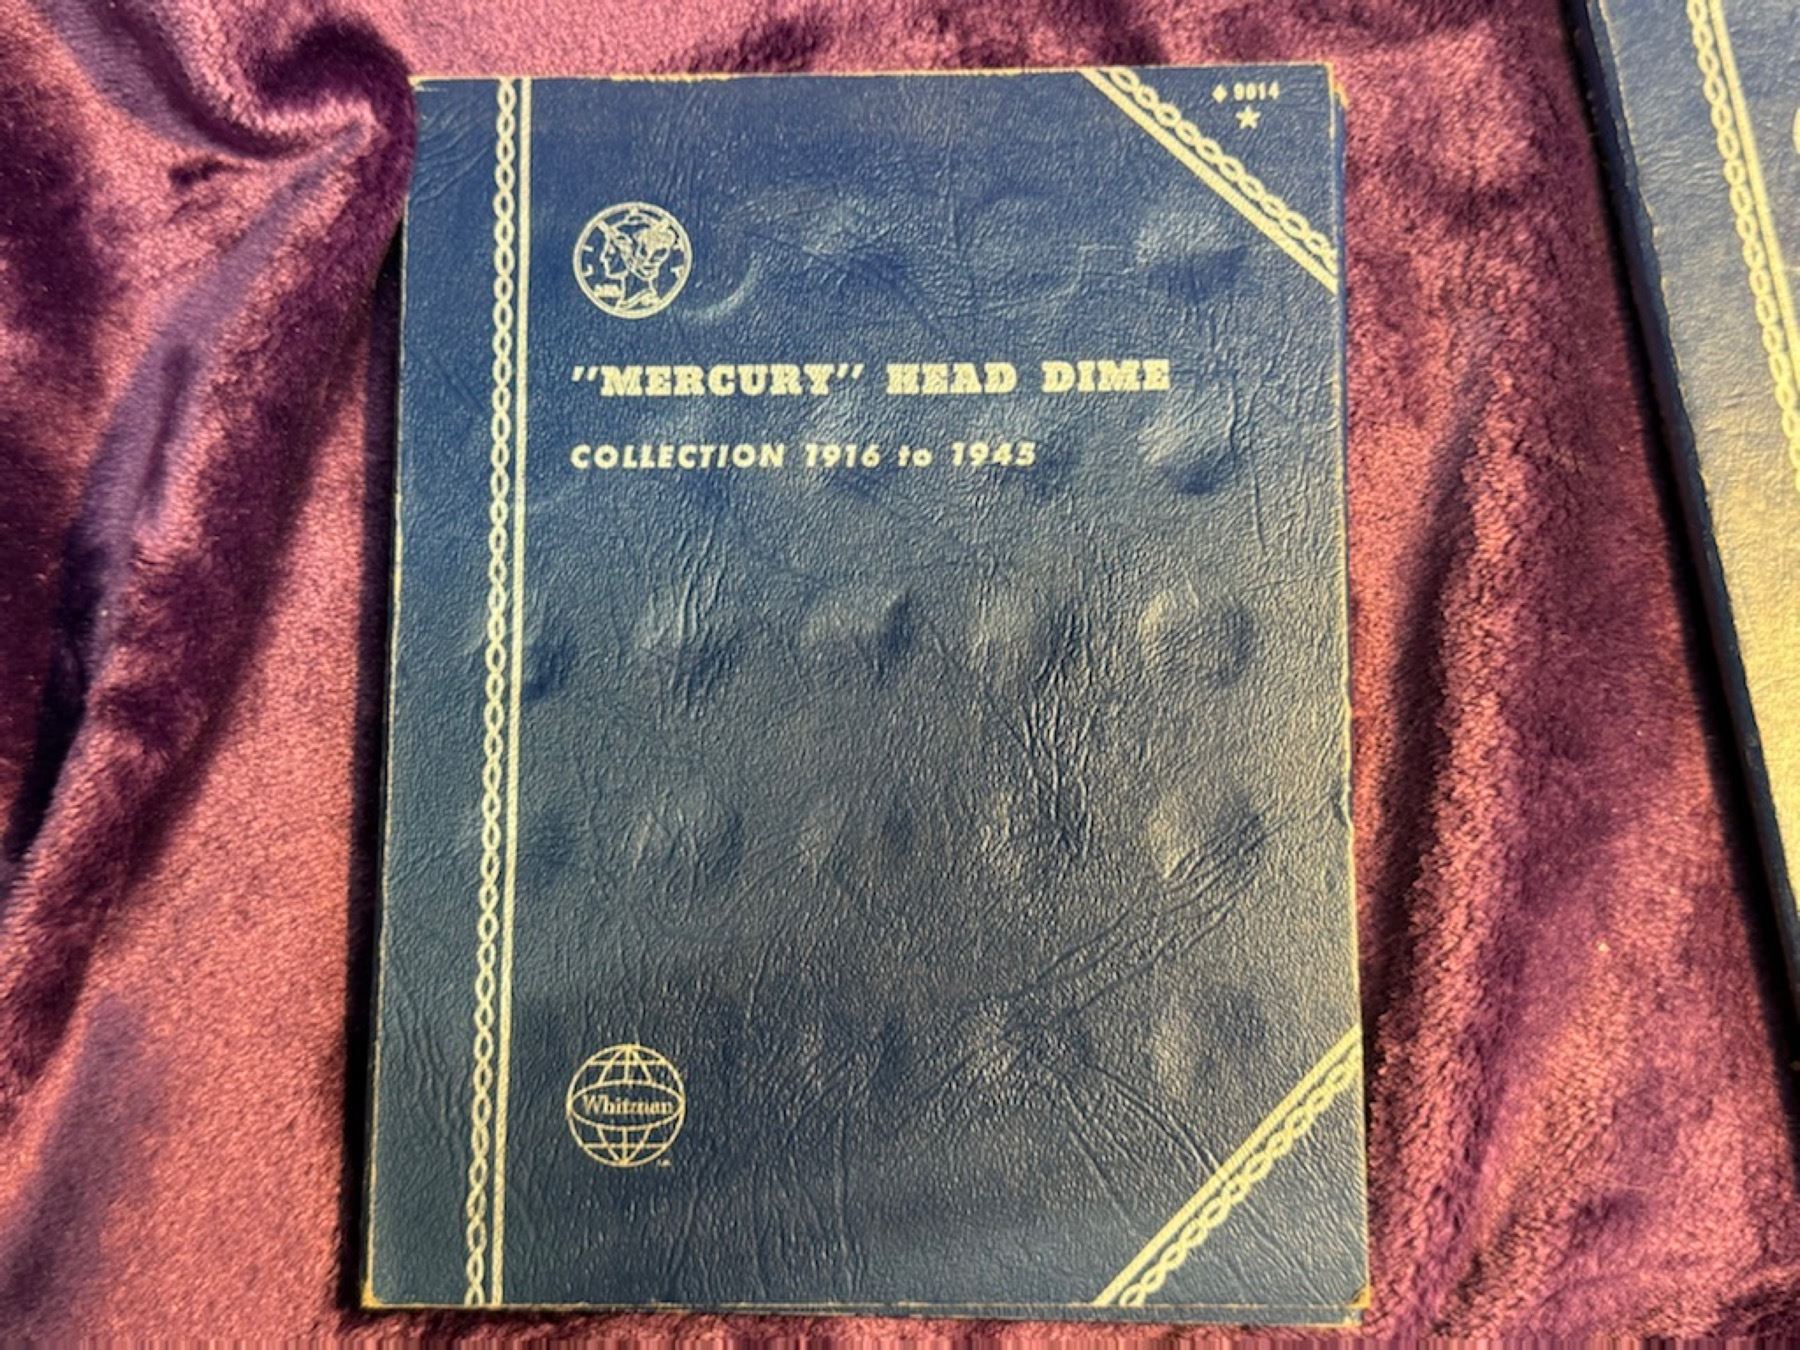 ◆ 9014
★
"MERCURY" HEAD DIME
COLLECTION 1916 to 1945
Whitman